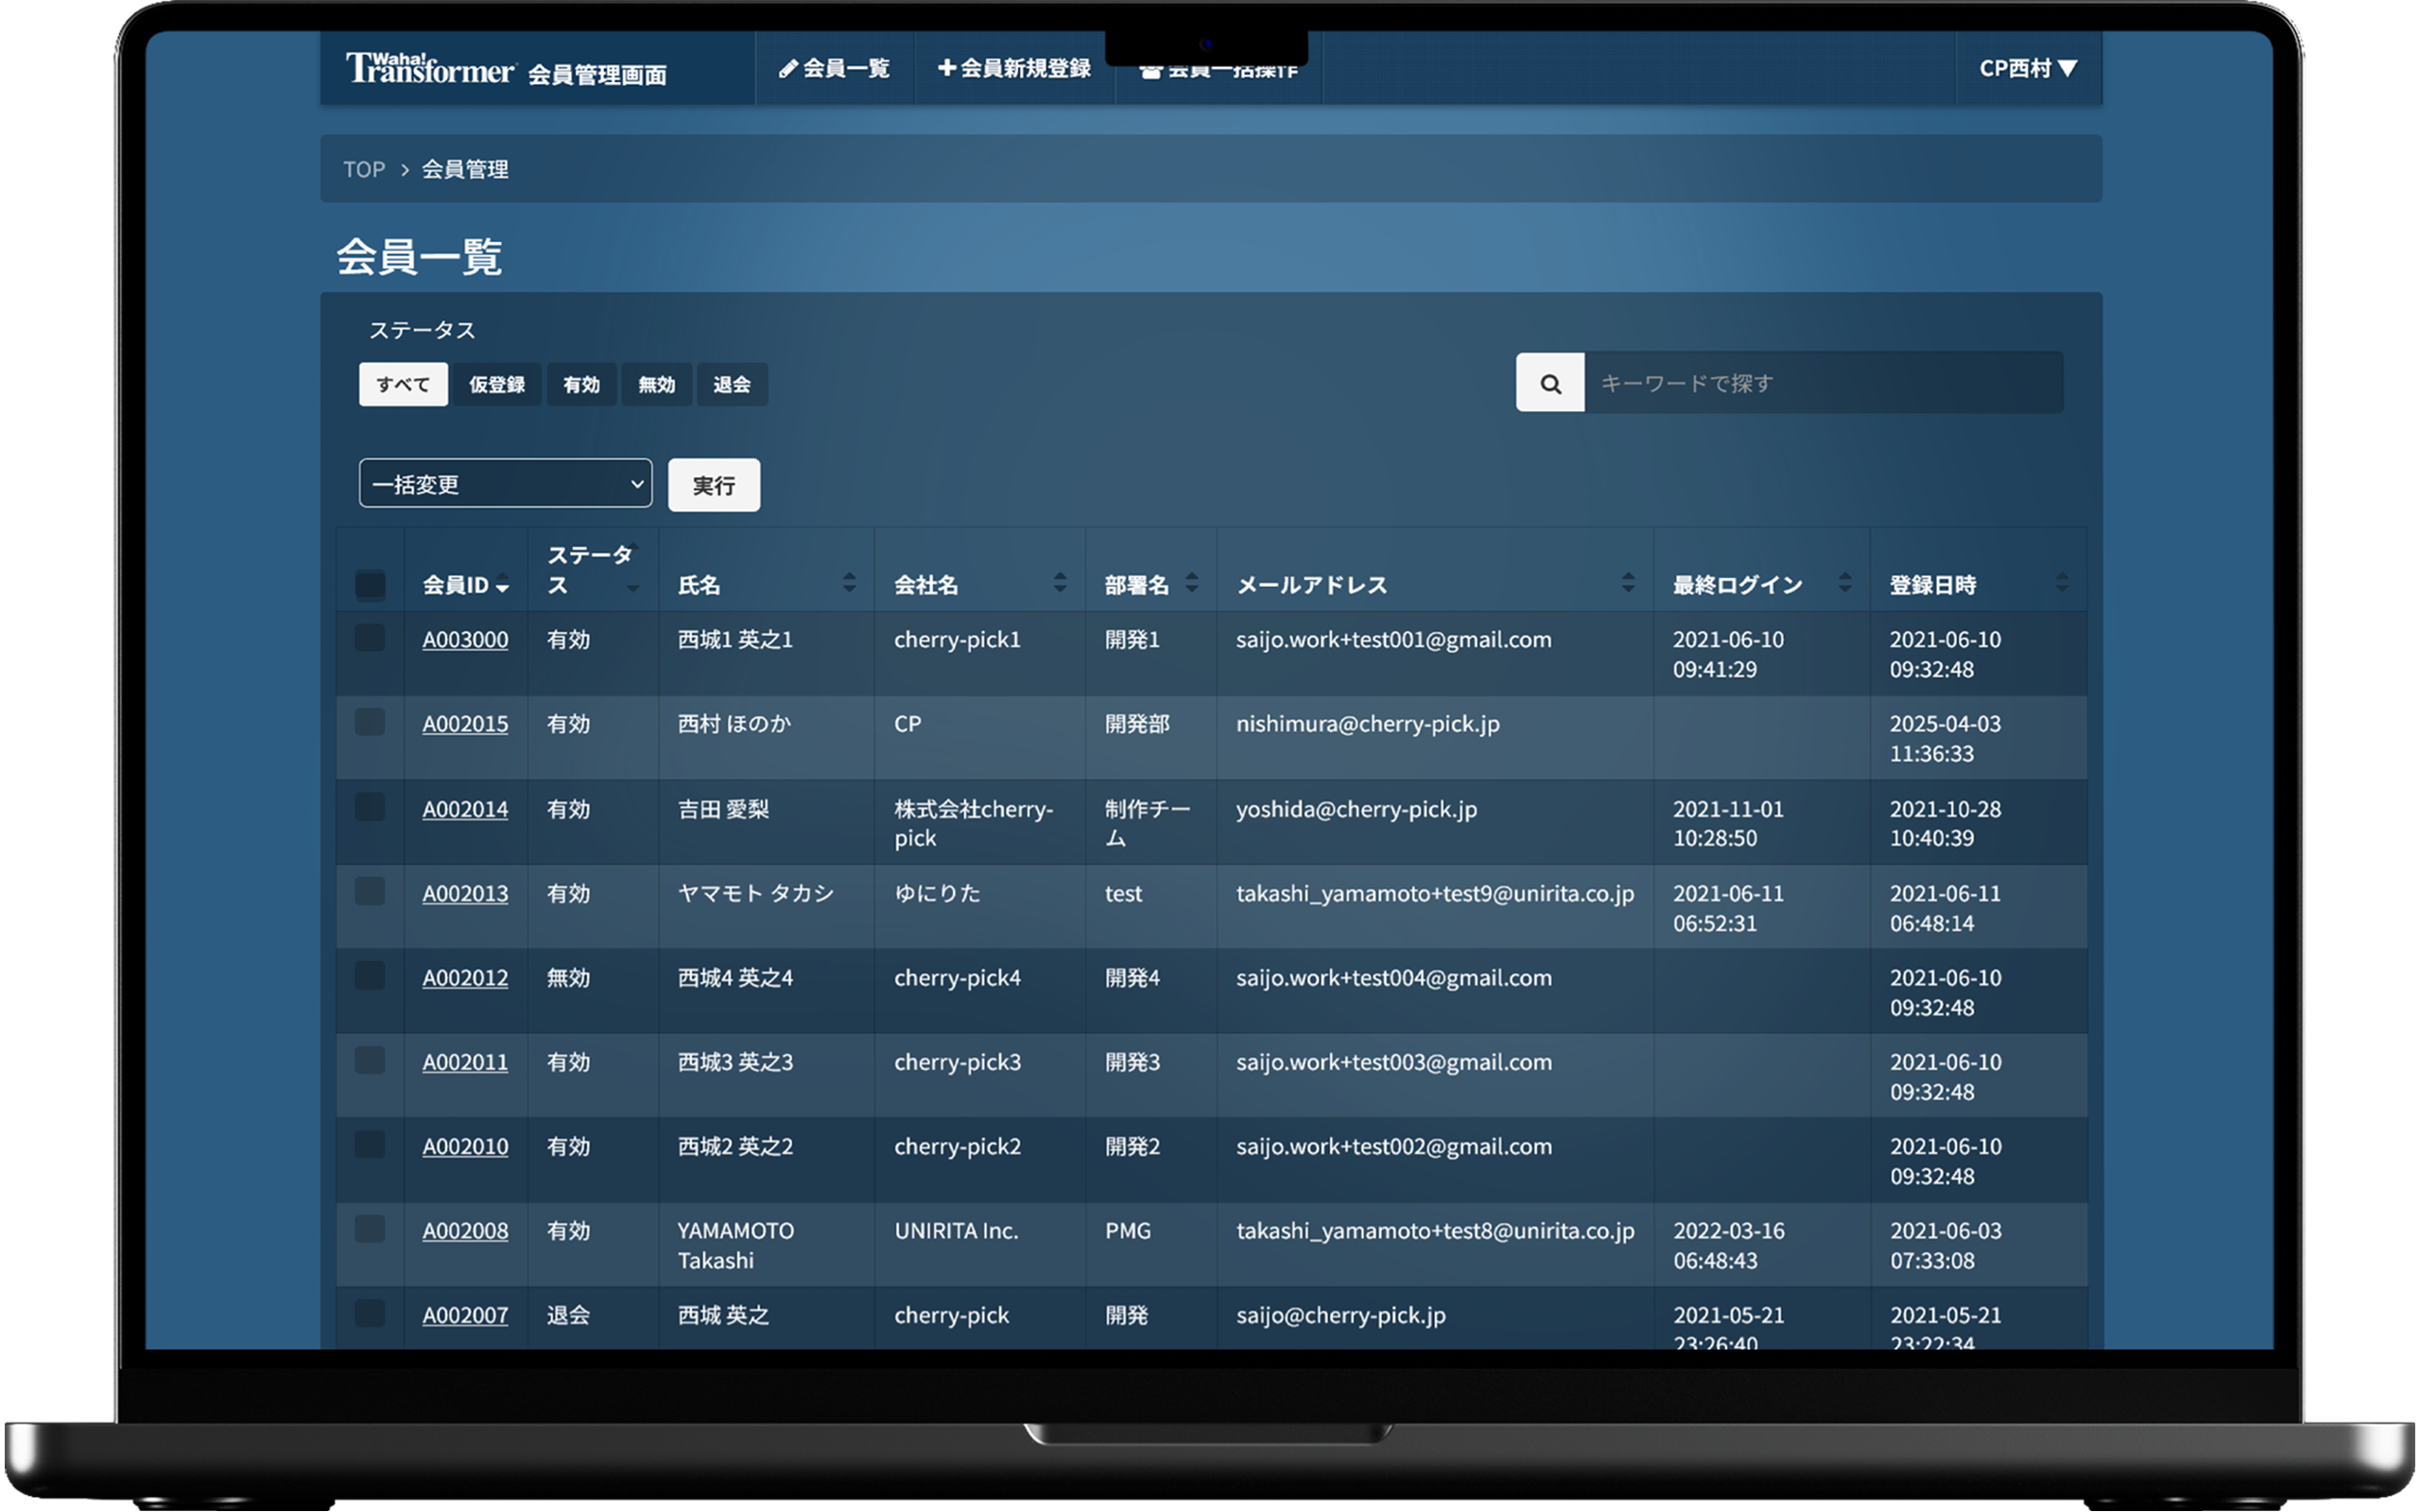 Waha! Transformer 会員管理画面
会員一覧
会員新規登録
会員一括操作
CP西村▼
TOP > 会員管理
会員一覧
ステータス
すべて 仮登録 有効 無効 退会
キーワードで探す
一括変更 実行
会員ID ステータス 氏名 会社名 部署名 メールアドレス 最終ログイン 登録日時
A003000 有効 西城1 英之1 cherry-pick1 開発1 saijo.work+test001@gmail.com 2021-06-10 09:41:29 2021-06-10 09:32:48
A002015 有効 西村 ほのか CP 開発部 nishimura@cherry-pick.jp 2025-04-03 11:36:33
A002014 有効 吉田 愛梨 株式会社cherry-pick 制作チーム yoshida@cherry-pick.jp 2021-11-01 10:28:50 2021-10-28 10:40:39
A002013 有効 ヤマモト タカシ ゆにりた test takashi_yamamoto+test9@unirita.co.jp 2021-06-11 06:52:31 2021-06-11 06:48:14
A002012 無効 西城4 英之4 cherry-pick4 開発4 saijo.work+test004@gmail.com 2021-06-10 09:32:48
A002011 有効 西城3 英之3 cherry-pick3 開発3 saijo.work+test003@gmail.com 2021-06-10 09:32:48
A002010 有効 西城2 英之2 cherry-pick2 開発2 saijo.work+test002@gmail.com 2021-06-10 09:32:48
A002008 有効 YAMAMOTO Takashi UNIRITA Inc. PMG takashi_yamamoto+test8@unirita.co.jp 2022-03-16 06:48:43 2021-06-03 07:33:08
A002007 退会 西城 英之 cherry-pick 開発 saijo@cherry-pick.jp 2021-05-21 23:26:40 2021-05-21 23:22:34